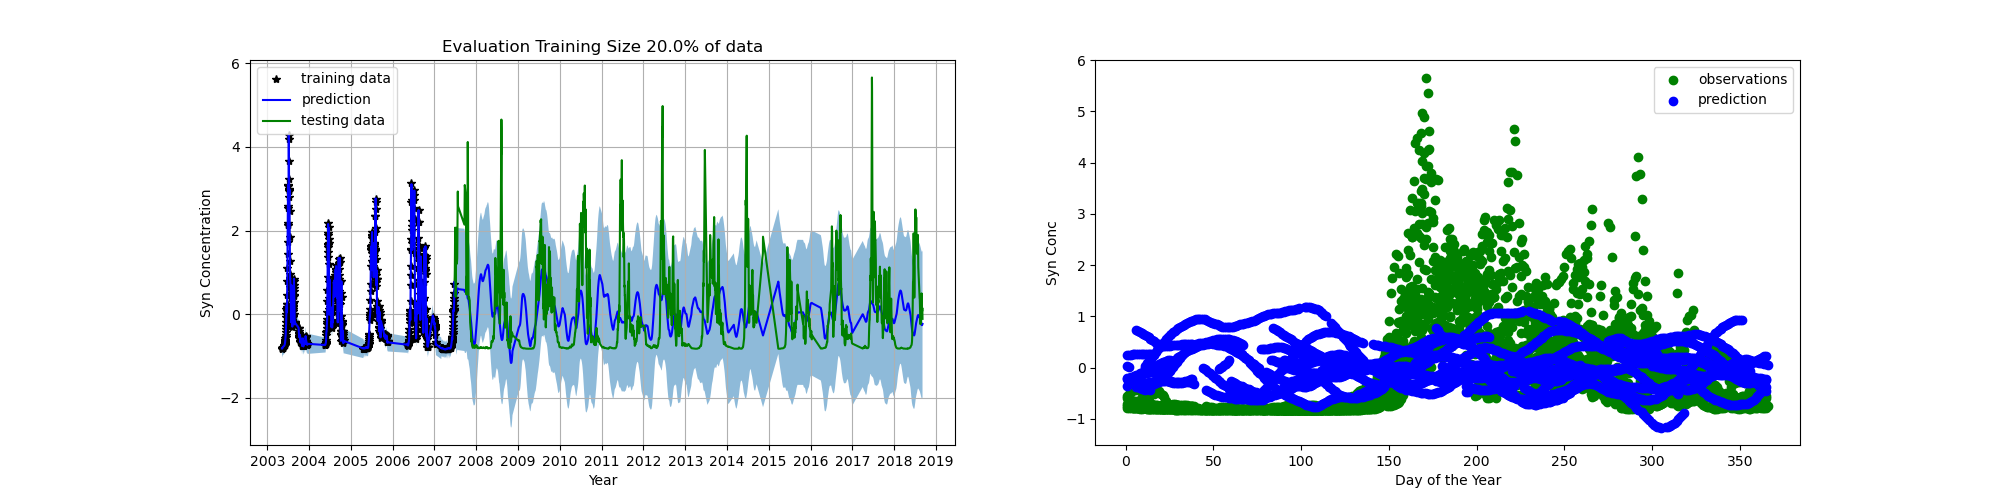 Evaluation Training Size 20.0% of data
training data
prediction
testing data
Syn Concentration
6
4
2
0
−2
2003 2004 2005 2006 2007 2008 2009 2010 2011 2012 2013 2014 2015 2016 2017 2018 2019
Year
observations
prediction
Syn Conc
6
5
4
3
2
1
0
−1
0 50 100 150 200 250 300 350
Day of the Year